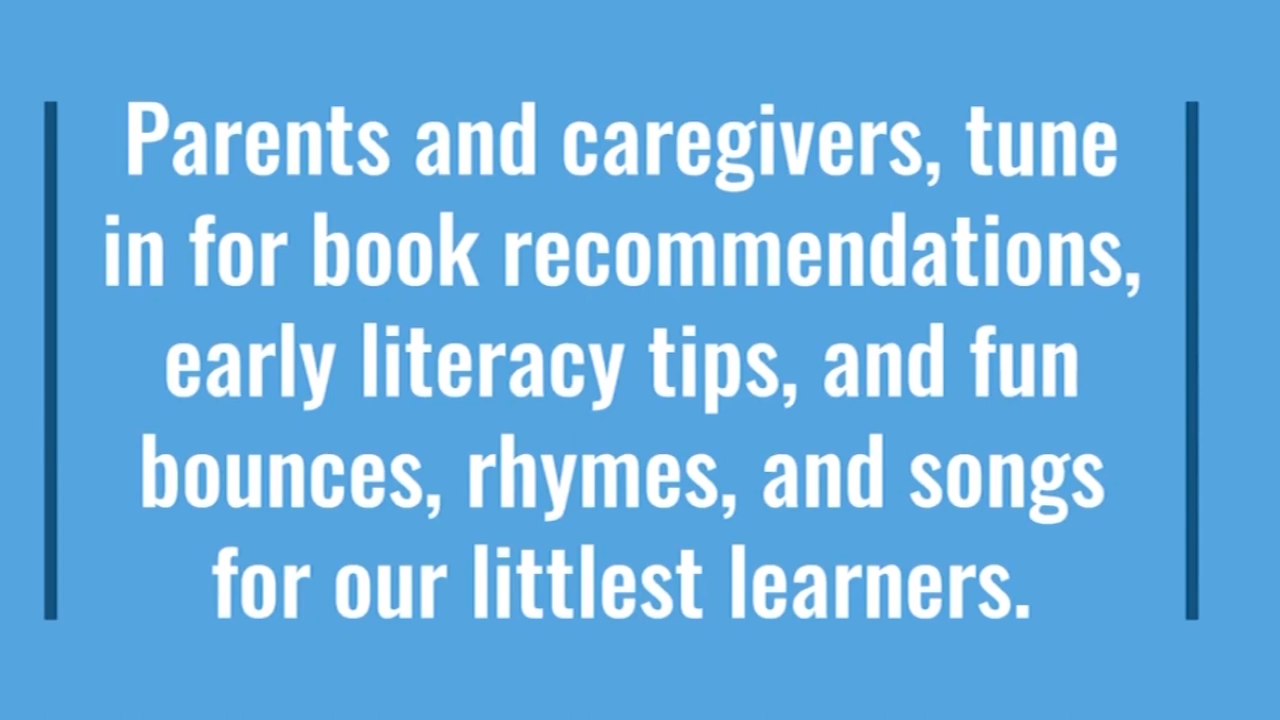 Parents and caregivers, tune
in for book recommendations,
early literacy tips, and fun
bounces, rhymes, and songs
for our littlest learners.